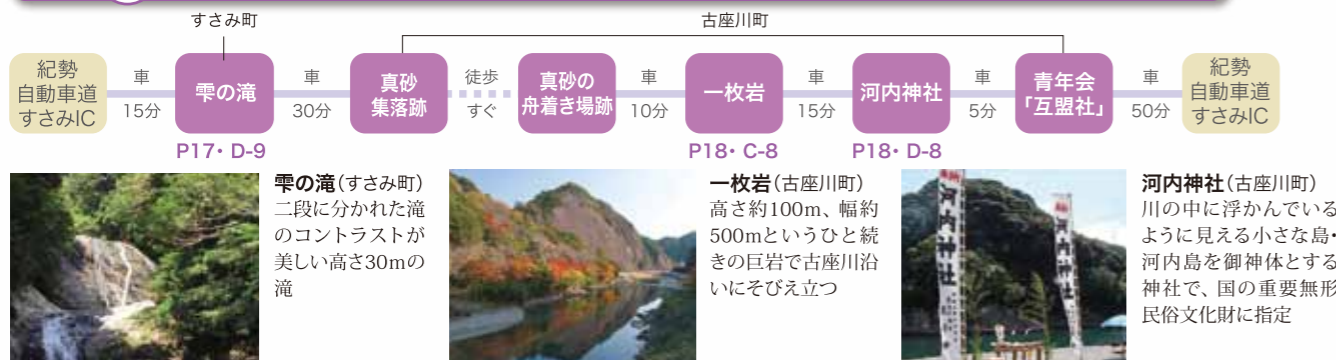 すさみ町
古座川町
紀勢
自動車道
すさみIC
車
15分
雫の滝
車
30分
真砂
集落跡
徒歩
すぐ
真砂の
舟着き場跡
車
10分
一枚岩
車
15分
河内神社
車
5分
青年会
「互盟社」
車
50分
紀勢
自動車道
すさみIC
P17・D-9
P18・C-8
P18・D-8
雫の滝(すさみ町)
二段に分かれた滝
のコントラストが
美しい高さ30mの
滝
一枚岩(古座川町)
高さ約100m、幅約
500mというひと続
きの巨岩で古座川沿
いにそびえ立つ
河内神社
河内神社
河内神社(古座川町)
川の中に浮かんでいる
ように見える小さな島・
河内島を御神体とする
神社で、国の重要無形
民俗文化財に指定